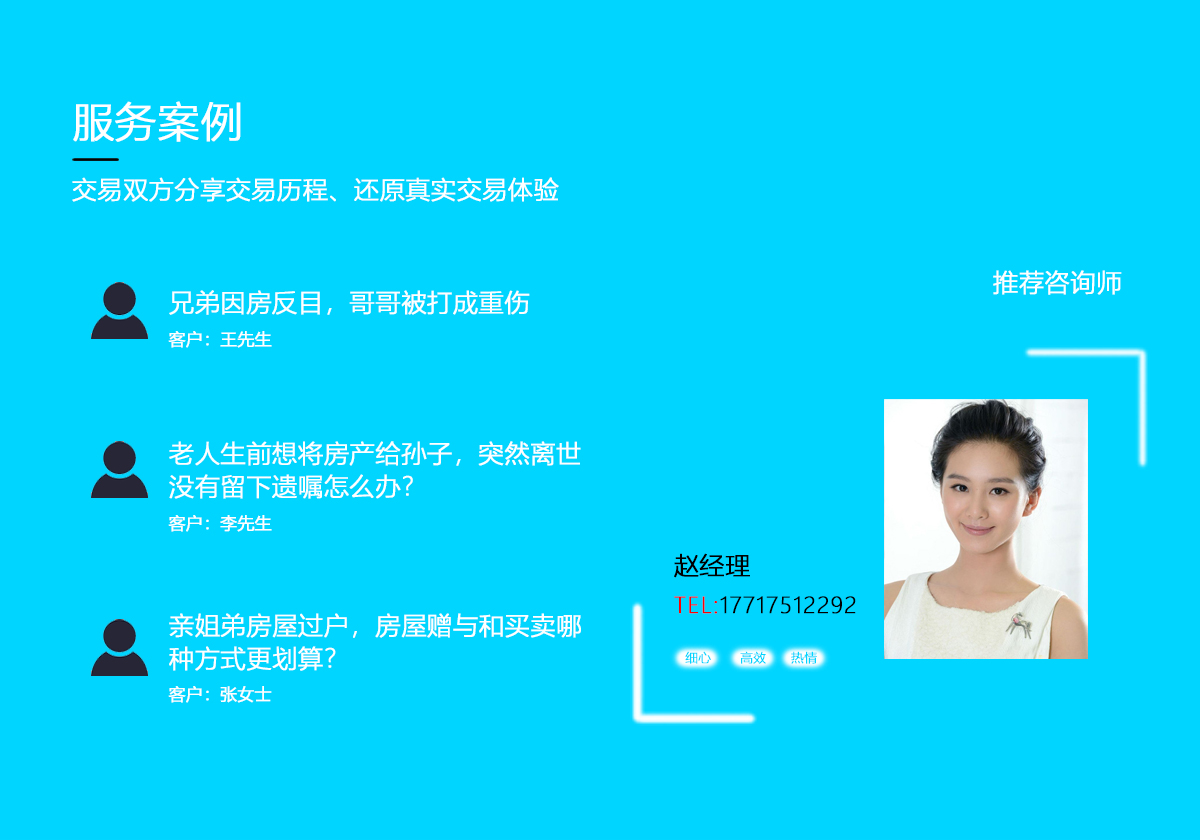 服务案例
交易双方分享交易历程、还原真实交易体验
兄弟因房反目，哥哥被打成重伤
客户：王先生
老人生前想将房产给孙子，突然离世
没有留下遗嘱怎么办？
客户：李先生
亲姐弟房屋过户，房屋赠与和买卖哪
种方式更划算？
客户：张女士
推荐咨询师
赵经理
TEL:17717512292
细心 高效 热情